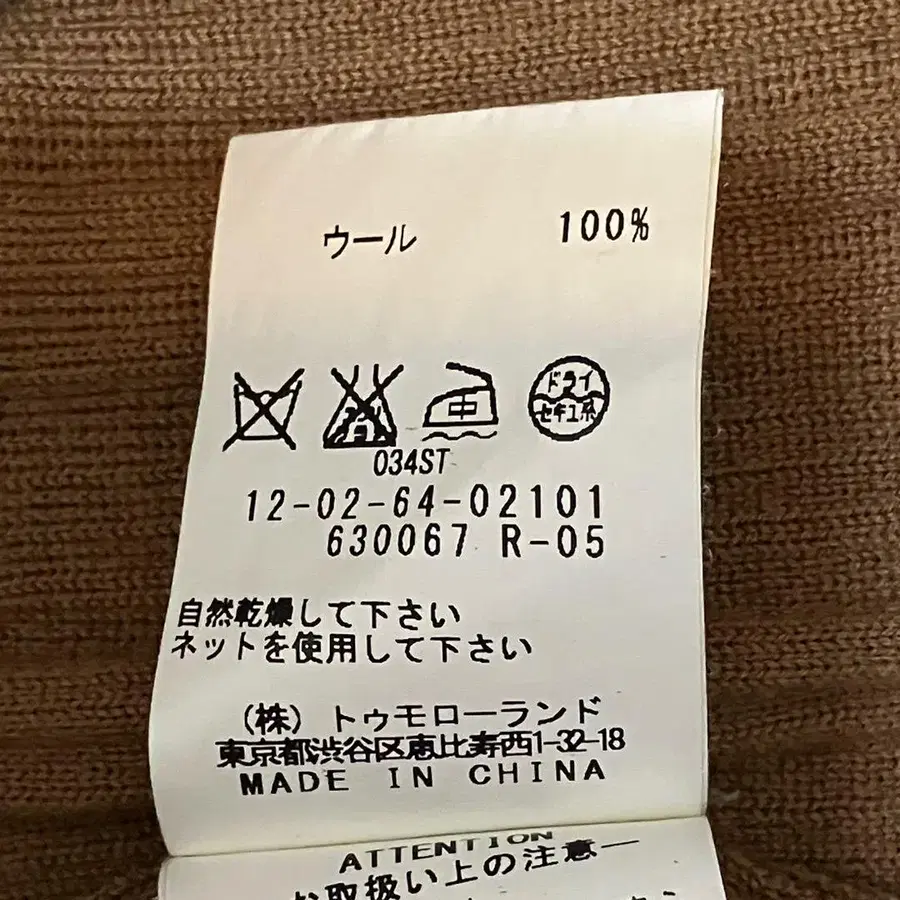 ウール 100%
中
ドライ
セキユ系
034ST
12-02-64-02101
630067 R-05
自然乾燥して下さい
ネットを使用して下さい
(株)トゥモローランド
東京都渋谷区恵比寿西1-32-18
MADE IN CHINA
ATTENTION
お取扱い上の注意